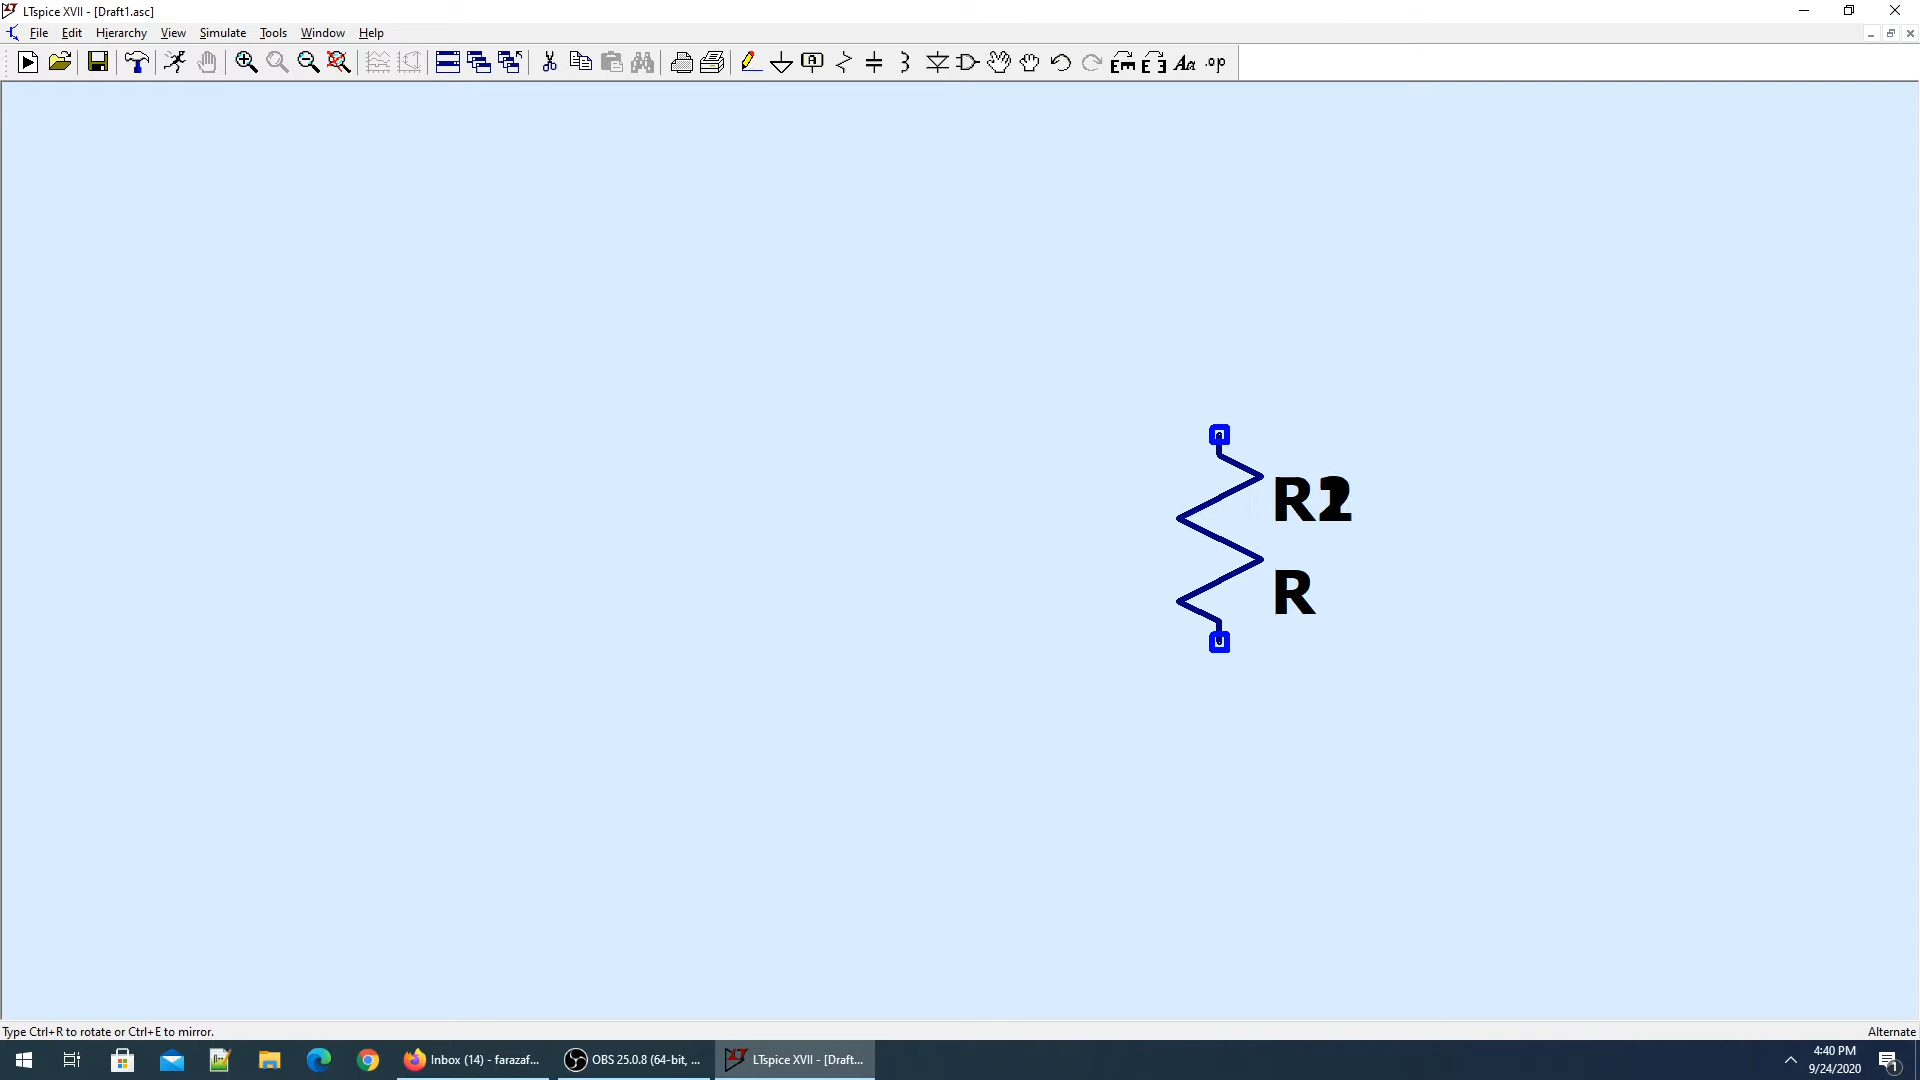 LTspice XVII - [Draft1.asc]
File Edit Hierarchy View Simulate Tools Window Help
A Aa .op
R2
R
Type Ctrl+R to rotate or Ctrl+E to mirror. Alternate
Inbox (14) - farazaf... OBS 25.0.8 (64-bit, ... LTspice XVII - [Draft...
4:40 PM
9/24/2020
1